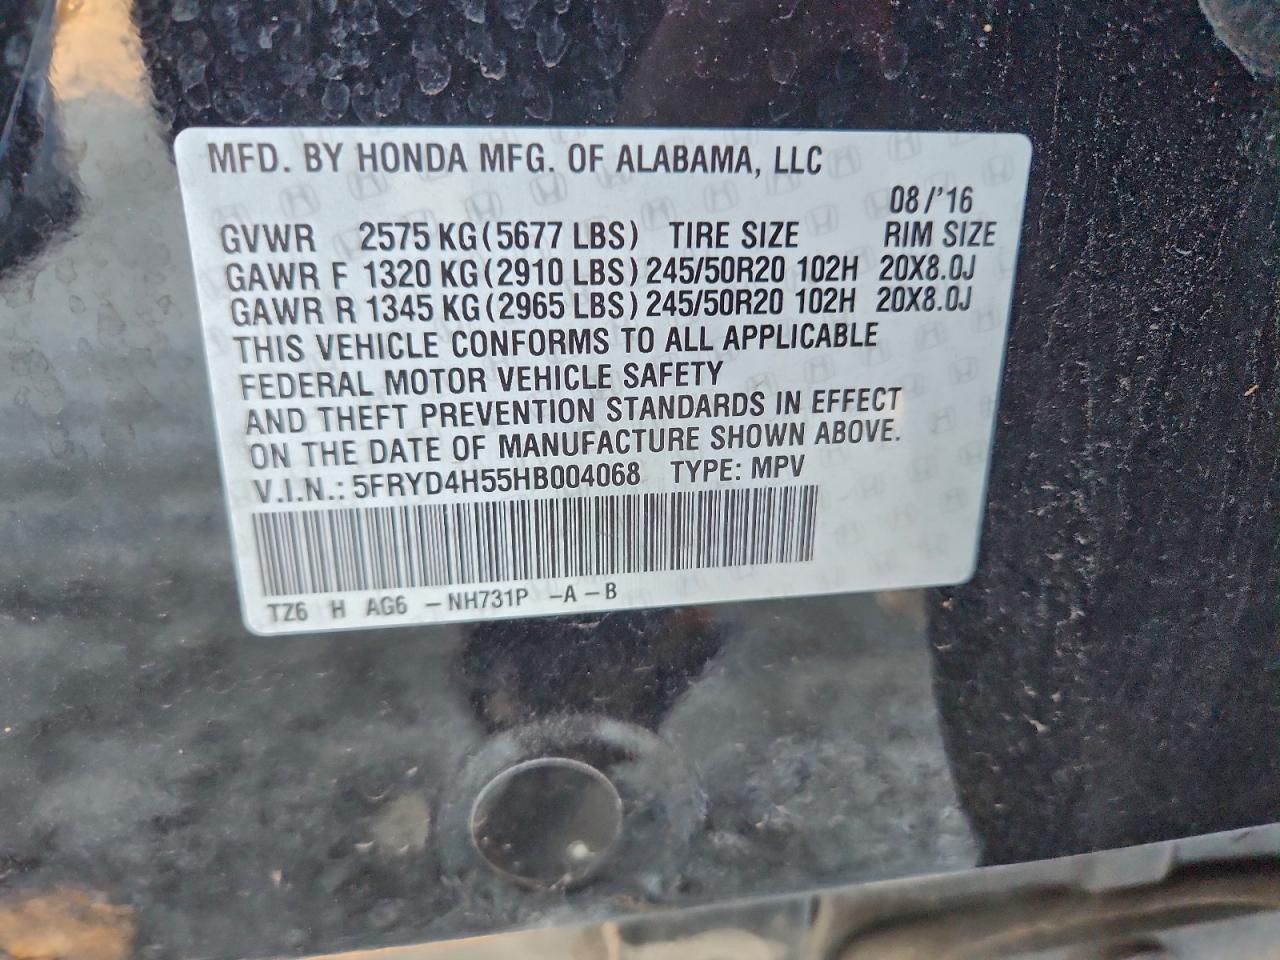 MFD. BY HONDA MFG. OF ALABAMA, LLC
08/'16
GVWR 2575 KG (5677 LBS) TIRE SIZE RIM SIZE
GAWR F 1320 KG (2910 LBS) 245/50R20 102H 20X8.0J
GAWR R 1345 KG (2965 LBS) 245/50R20 102H 20X8.0J
THIS VEHICLE CONFORMS TO ALL APPLICABLE
FEDERAL MOTOR VEHICLE SAFETY
AND THEFT PREVENTION STANDARDS IN EFFECT
ON THE DATE OF MANUFACTURE SHOWN ABOVE.
V.I.N.: 5FRYD4H55HB004068 TYPE: MPV
TZ6 H AG6 -NH731P -A-B